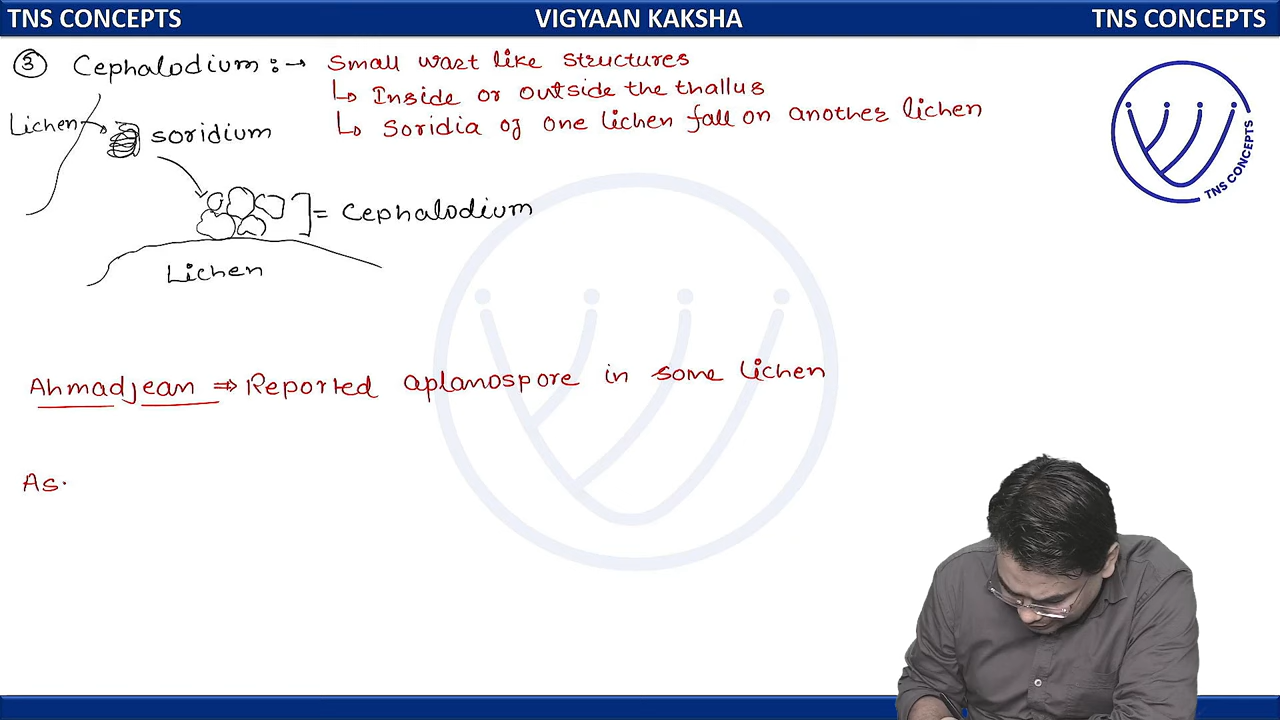 TNS CONCEPTS
VIGYAAN KAKSHA
TNS CONCEPTS
③ Cephalodium :→ Small wart like structures
↳ Inside or outside the thallus
↳ Soridia of one lichen fall on another lichen
Lichen → soridium
= Cephalodium
Lichen
TNS CONCEPTS
Ahmadjean ⇒ Reported aplanospore in some lichen
As.